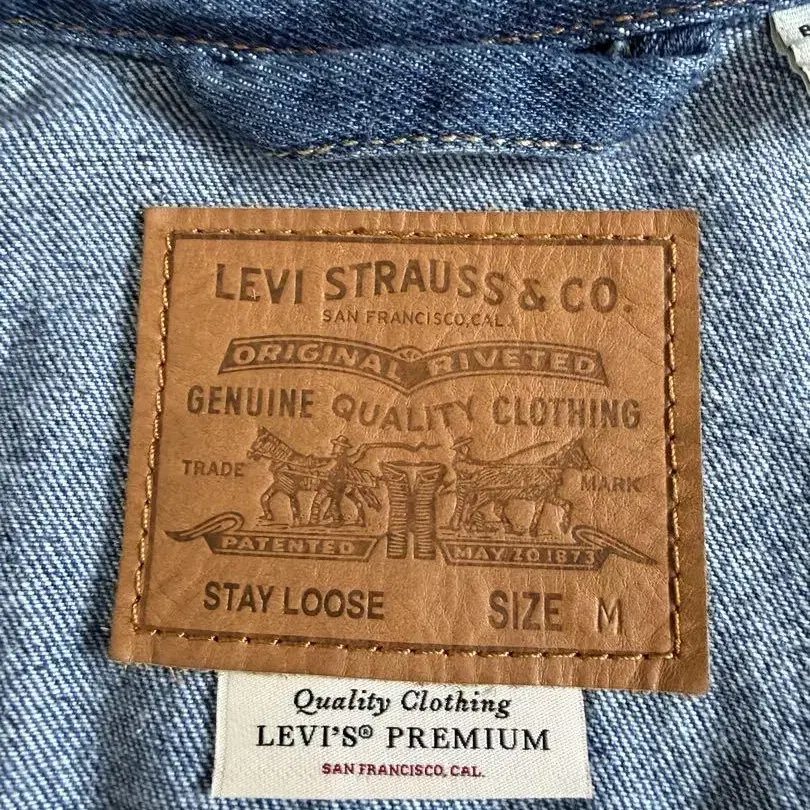 LEVI STRAUSS & CO.
SAN FRANCISCO, CAL.
ORIGINAL RIVETED
GENUINE QUALITY CLOTHING
TRADE MARK
PATENTED MAY 20 1873
STAY LOOSE SIZE M
Quality Clothing
LEVI'S® PREMIUM
SAN FRANCISCO, CAL.